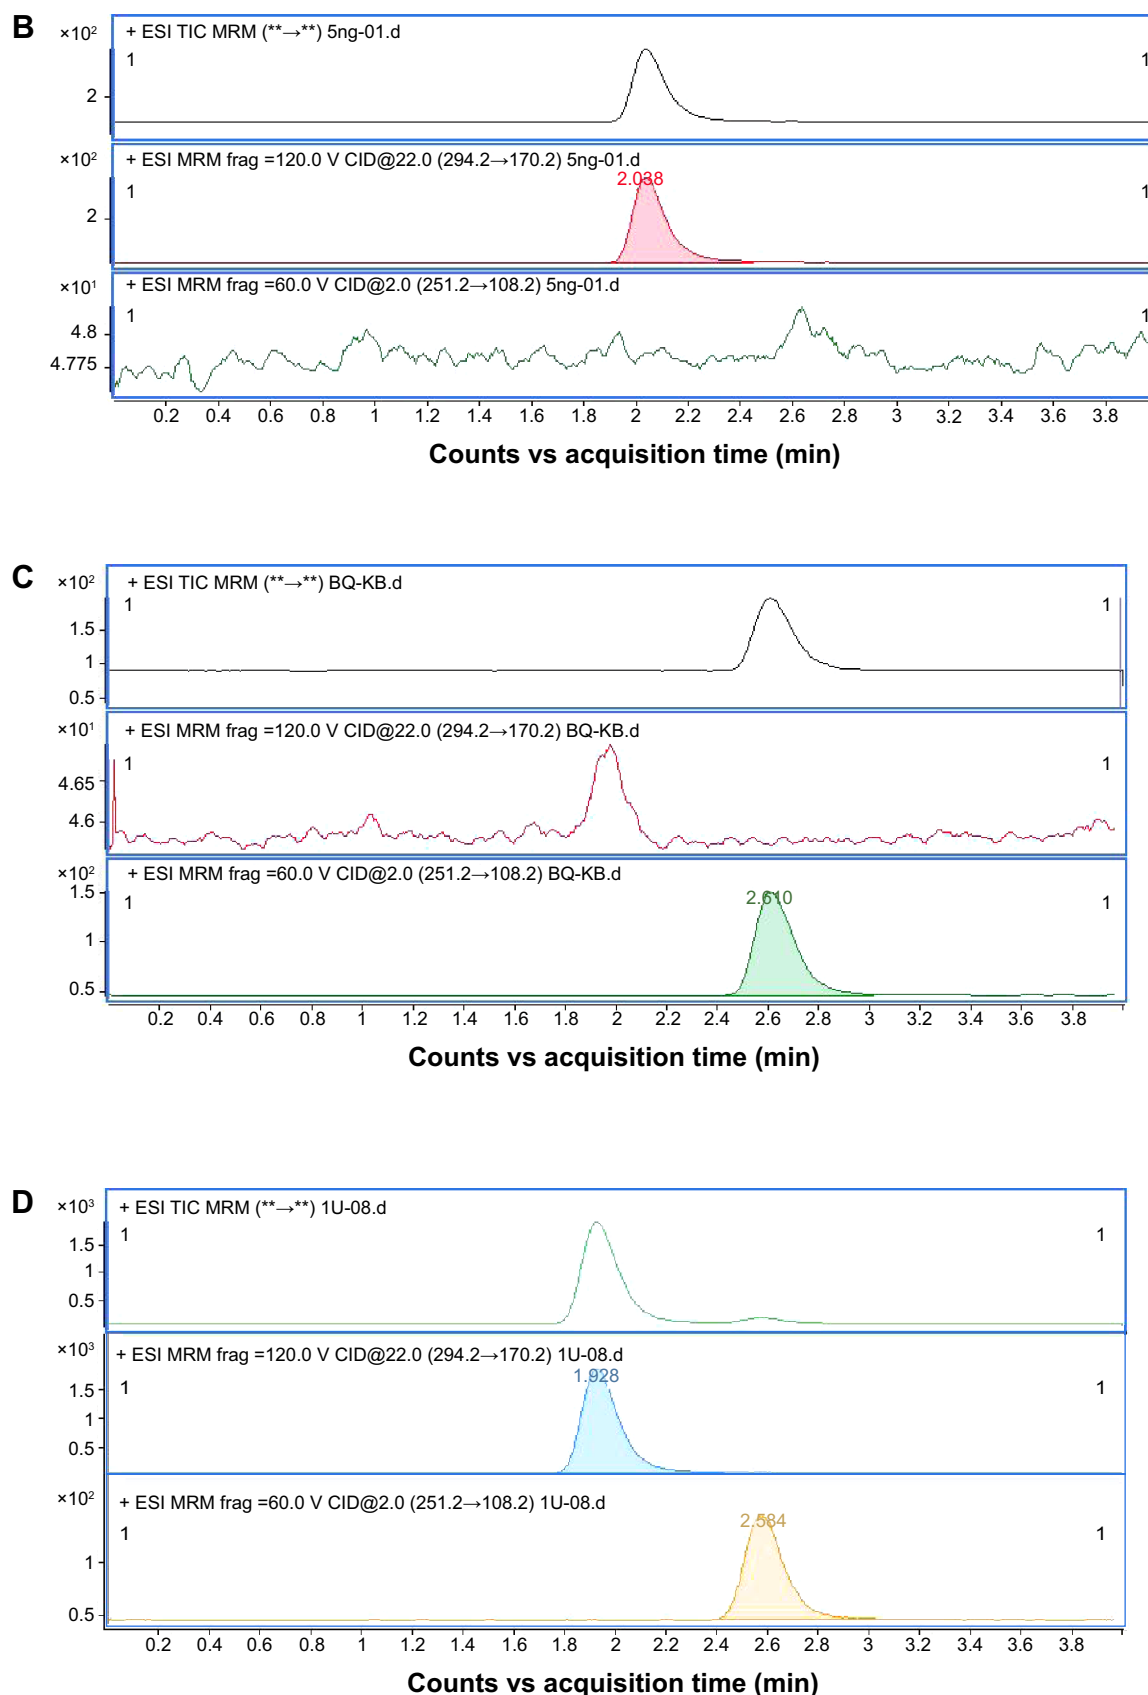 B
×10²
+ ESI TIC MRM (**→**) 5ng-01.d
1 1
2
×10²
+ ESI MRM frag =120.0 V CID@22.0 (294.2→170.2) 5ng-01.d
2.038
1 1
2
×10¹
+ ESI MRM frag =60.0 V CID@2.0 (251.2→108.2) 5ng-01.d
1 1
4.8
4.775
0.2 0.4 0.6 0.8 1 1.2 1.4 1.6 1.8 2 2.2 2.4 2.6 2.8 3 3.2 3.4 3.6 3.8
Counts vs acquisition time (min)
C
×10²
+ ESI TIC MRM (**→**) BQ-KB.d
1 1
1.5
1
0.5
×10¹
+ ESI MRM frag =120.0 V CID@22.0 (294.2→170.2) BQ-KB.d
1 1
4.65
4.6
×10²
+ ESI MRM frag =60.0 V CID@2.0 (251.2→108.2) BQ-KB.d
1.5
2.610
1 1
1
0.5
0.2 0.4 0.6 0.8 1 1.2 1.4 1.6 1.8 2 2.2 2.4 2.6 2.8 3 3.2 3.4 3.6 3.8
Counts vs acquisition time (min)
D
×10³
+ ESI TIC MRM (**→**) 1U-08.d
1 1
1.5
1
0.5
×10³
+ ESI MRM frag =120.0 V CID@22.0 (294.2→170.2) 1U-08.d
1.928
1 1
1.5
1
0.5
×10²
+ ESI MRM frag =60.0 V CID@2.0 (251.2→108.2) 1U-08.d
2.584
1 1
1
0.5
0.2 0.4 0.6 0.8 1 1.2 1.4 1.6 1.8 2 2.2 2.4 2.6 2.8 3 3.2 3.4 3.6 3.8
Counts vs acquisition time (min)